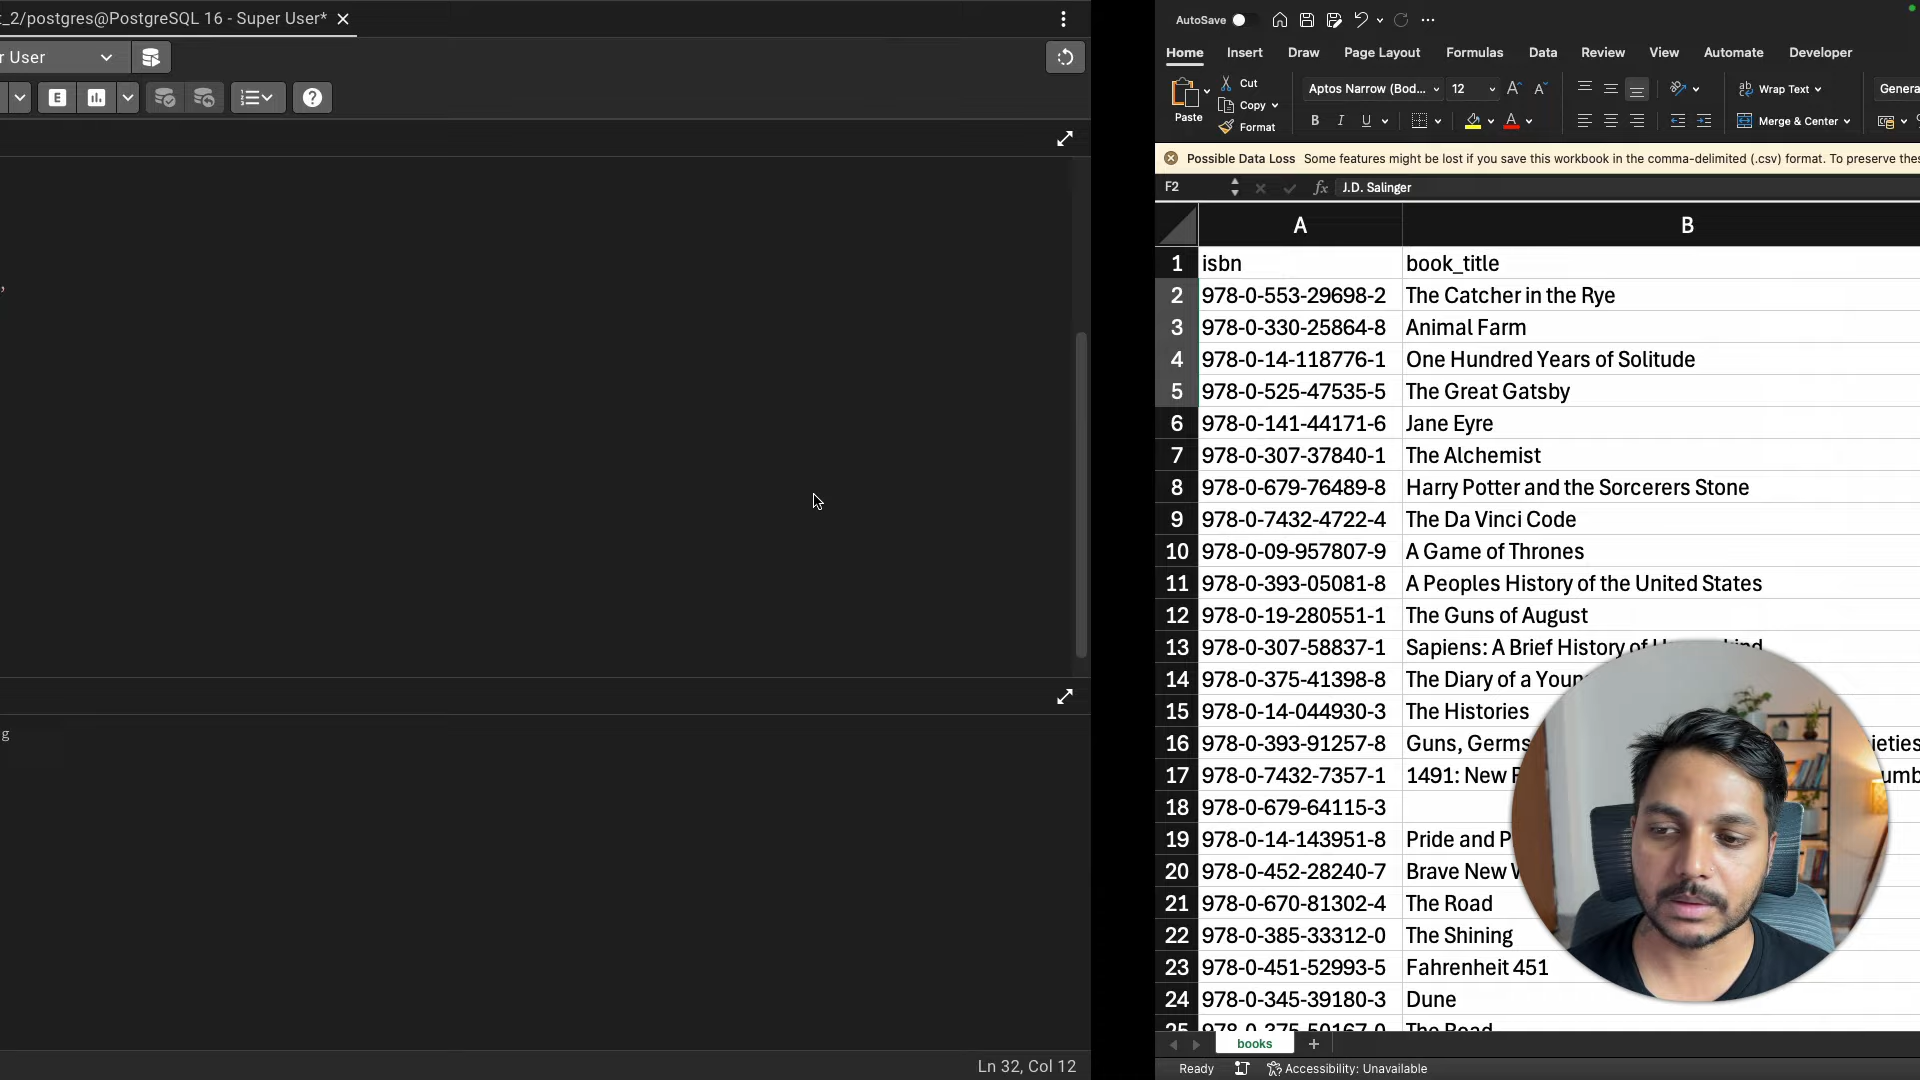 t_2/postgres@PostgreSQL 16 - Super User*
r User
E
,
g
Ln 32, Col 12
AutoSave
Home Insert Draw Page Layout Formulas Data Review View Automate Developer
Paste
Cut
Copy
Format
Aptos Narrow (Bod... 12
B I U
Wrap Text
Merge & Center
Genera
Possible Data Loss Some features might be lost if you save this workbook in the comma-delimited (.csv) format. To preserve thes
F2 fx J.D. Salinger
A B
1 isbn book_title
2 978-0-553-29698-2 The Catcher in the Rye
3 978-0-330-25864-8 Animal Farm
4 978-0-14-118776-1 One Hundred Years of Solitude
5 978-0-525-47535-5 The Great Gatsby
6 978-0-141-44171-6 Jane Eyre
7 978-0-307-37840-1 The Alchemist
8 978-0-679-76489-8 Harry Potter and the Sorcerers Stone
9 978-0-7432-4722-4 The Da Vinci Code
10 978-0-09-957807-9 A Game of Thrones
11 978-0-393-05081-8 A Peoples History of the United States
12 978-0-19-280551-1 The Guns of August
13 978-0-307-58837-1 Sapiens: A Brief History of
14 978-0-375-41398-8 The Diary of a Youn
15 978-0-14-044930-3 The Histories
16 978-0-393-91257-8 Guns, Germs ieties
17 978-0-7432-7357-1 1491: New umb
18 978-0-679-64115-3
19 978-0-14-143951-8 Pride and P
20 978-0-452-28240-7 Brave New
21 978-0-670-81302-4 The Road
22 978-0-385-33312-0 The Shining
23 978-0-451-52993-5 Fahrenheit 451
24 978-0-345-39180-3 Dune
25 978-0-375-50167-0 The Road
books
Ready Accessibility: Unavailable